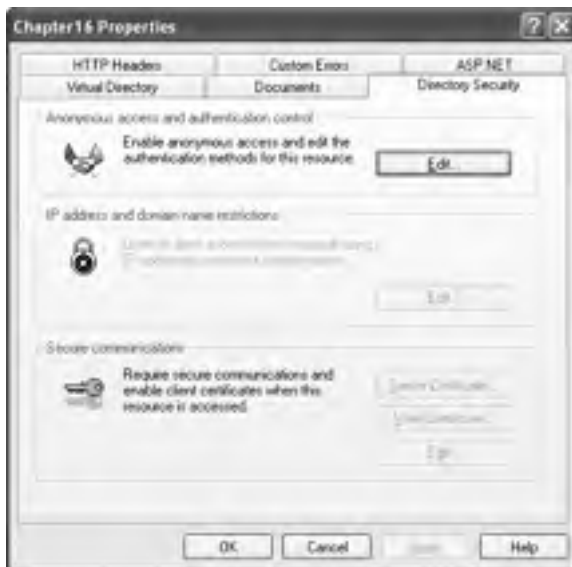 Chapter16 Properties
HTTP Headers
Custom Errors
ASP.NET
Virtual Directory
Documents
Directory Security
Anonymous access and authentication control
Enable anonymous access and edit the
authentication methods for this resource.
Edit...
IP address and domain name restrictions
Edit...
Secure communications
Require secure communications and
enable client certificates when this
resource is accessed.
Server Certificate...
Edit...
OK
Cancel
Help